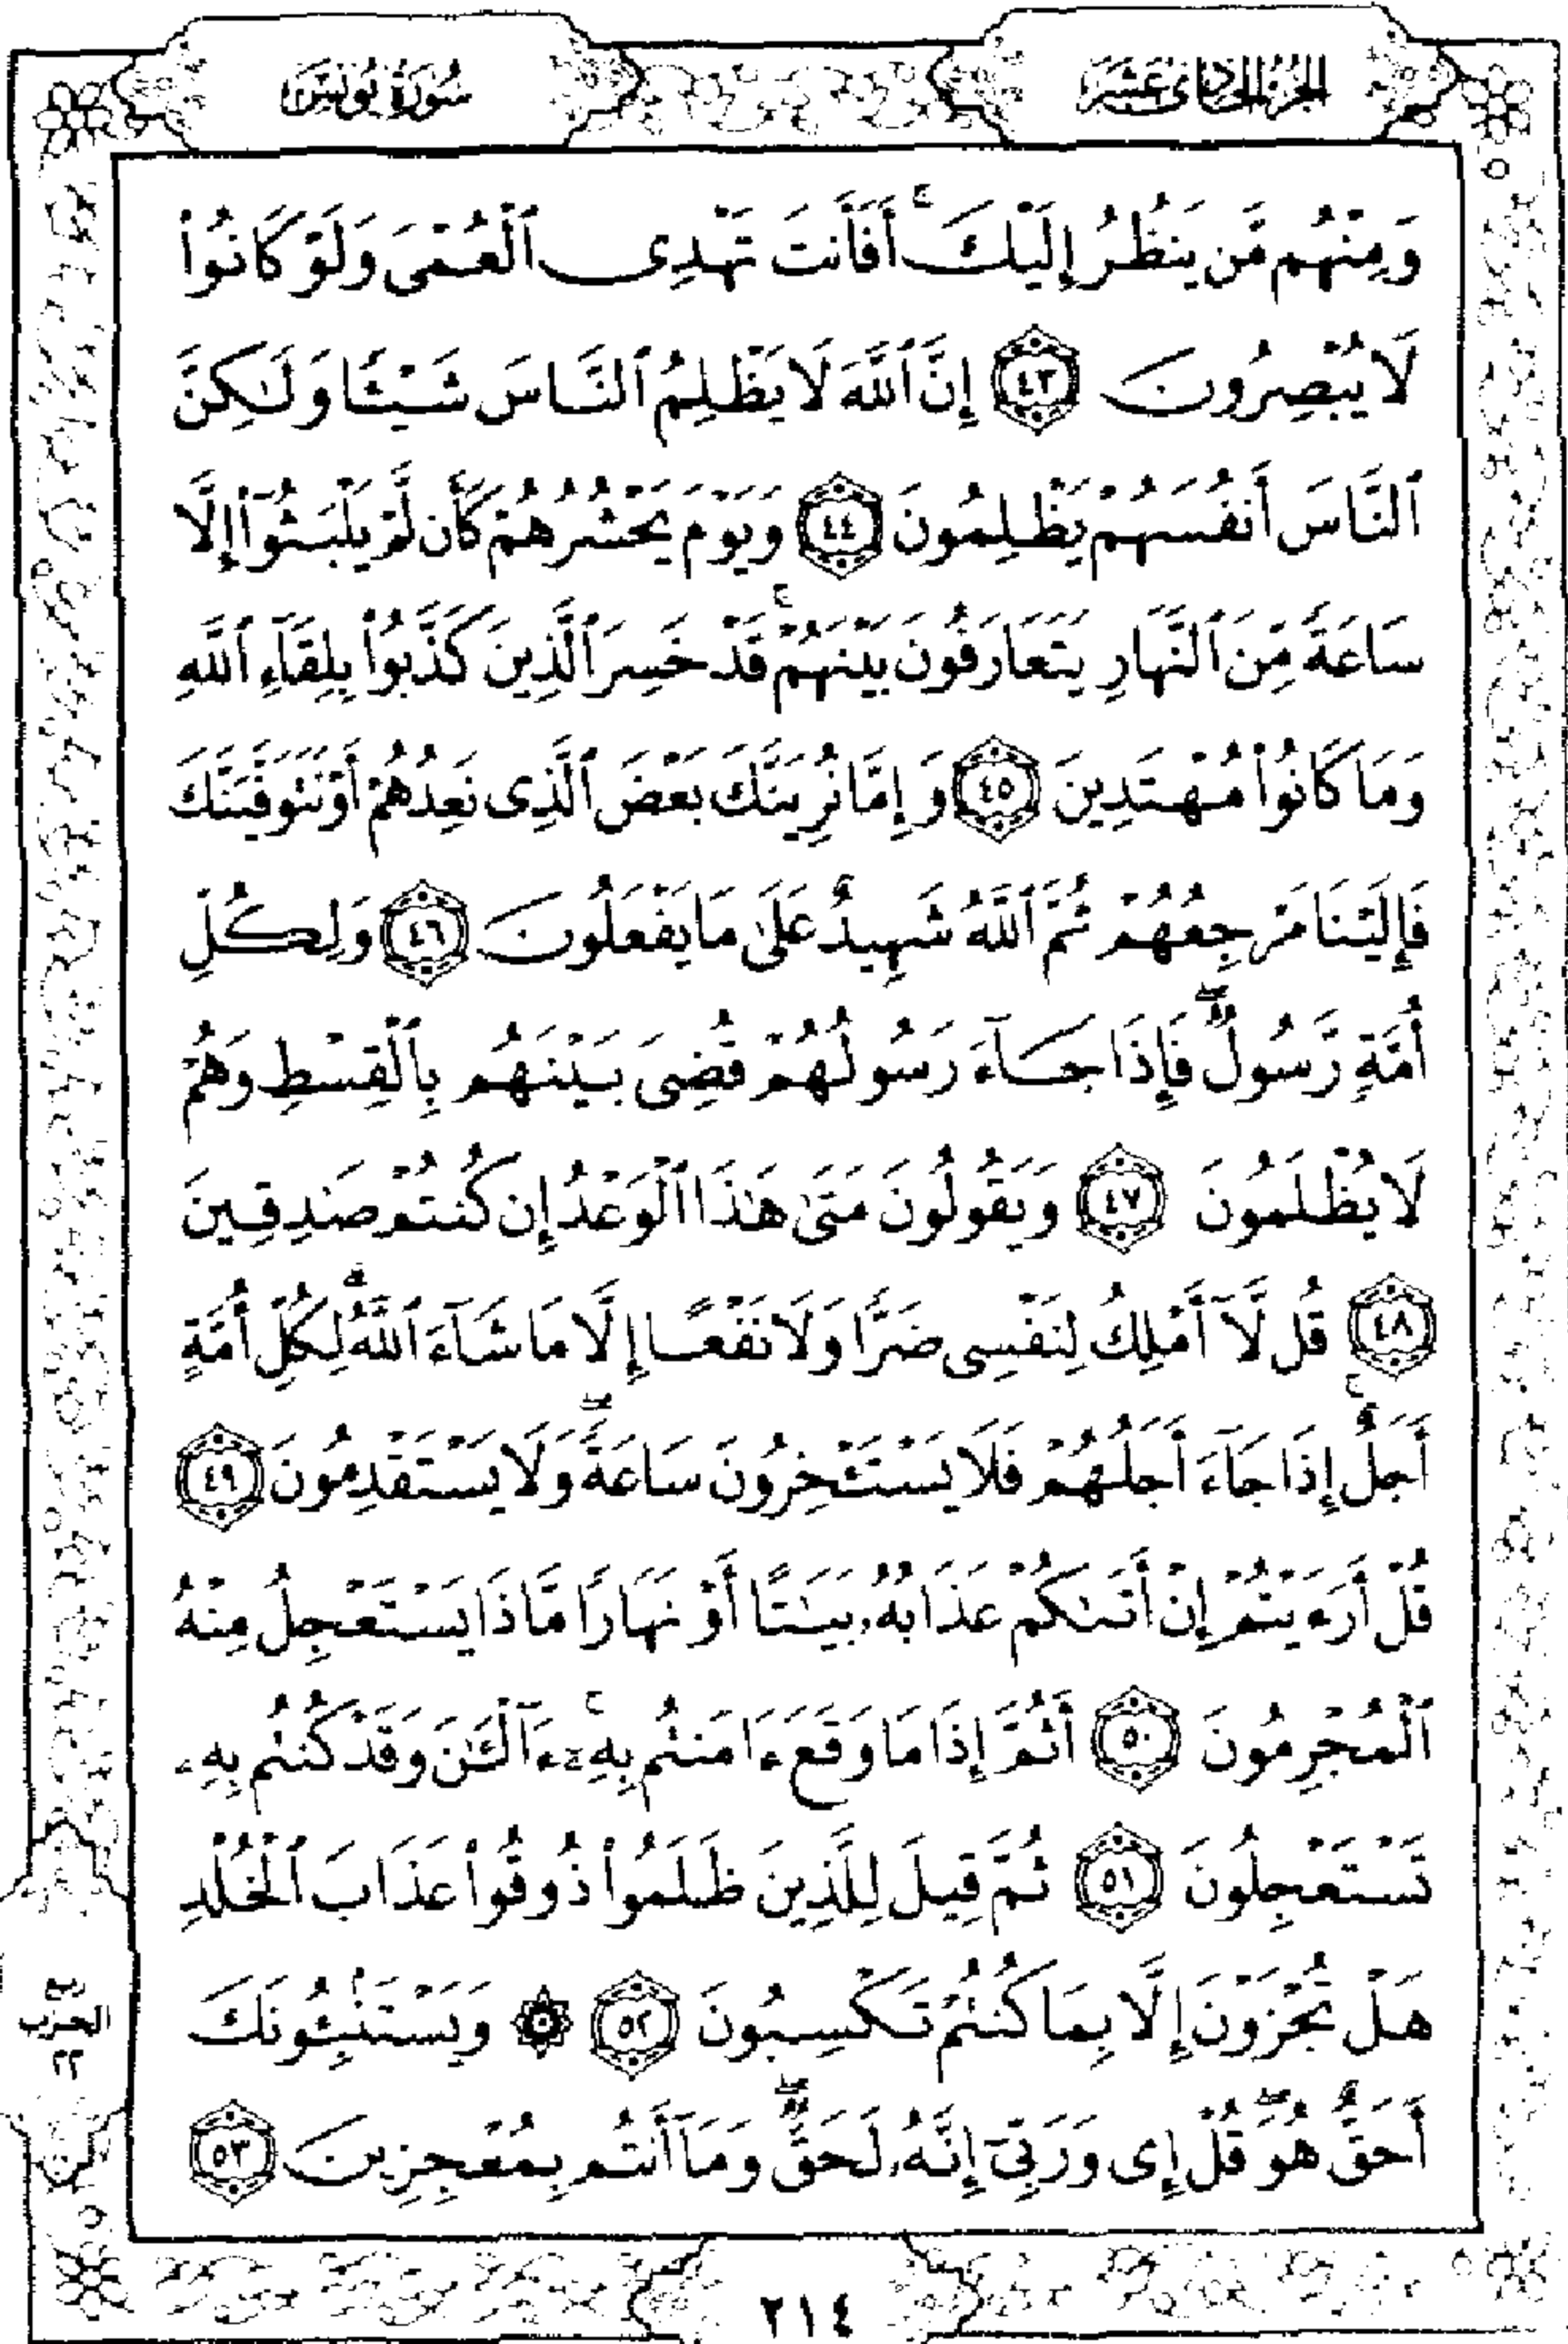 الجزء الحادى عشر
سورة يونس
وَمِنْهُم مَّن يَنظُرُ إِلَيْكَ ۚ أَفَأَنتَ تَهْدِى ٱلْعُمْىَ وَلَوْ كَانُوا۟
لَا يُبْصِرُونَ ٤٣ إِنَّ ٱللَّهَ لَا يَظْلِمُ ٱلنَّاسَ شَيْـًٔا وَلَـٰكِنَّ
ٱلنَّاسَ أَنفُسَهُمْ يَظْلِمُونَ ٤٤ وَيَوْمَ يَحْشُرُهُمْ كَأَن لَّمْ يَلْبَثُوٓا۟ إِلَّا
سَاعَةً مِّنَ ٱلنَّهَارِ يَتَعَارَفُونَ بَيْنَهُمْ ۚ قَدْ خَسِرَ ٱلَّذِينَ كَذَّبُوا۟ بِلِقَآءِ ٱللَّهِ
وَمَا كَانُوا۟ مُهْتَدِينَ ٤٥ وَإِمَّا نُرِيَنَّكَ بَعْضَ ٱلَّذِى نَعِدُهُمْ أَوْ نَتَوَفَّيَنَّكَ
فَإِلَيْنَا مَرْجِعُهُمْ ثُمَّ ٱللَّهُ شَهِيدٌ عَلَىٰ مَا يَفْعَلُونَ ٤٦ وَلِكُلِّ
أُمَّةٍ رَّسُولٌ ۖ فَإِذَا جَآءَ رَسُولُهُمْ قُضِىَ بَيْنَهُم بِٱلْقِسْطِ وَهُمْ
لَا يُظْلَمُونَ ٤٧ وَيَقُولُونَ مَتَىٰ هَـٰذَا ٱلْوَعْدُ إِن كُنتُمْ صَـٰدِقِينَ
٤٨ قُل لَّآ أَمْلِكُ لِنَفْسِى ضَرًّا وَلَا نَفْعًا إِلَّا مَا شَآءَ ٱللَّهُ ۗ لِكُلِّ أُمَّةٍ
أَجَلٌ ۚ إِذَا جَآءَ أَجَلُهُمْ فَلَا يَسْتَـْٔخِرُونَ سَاعَةً ۖ وَلَا يَسْتَقْدِمُونَ ٤٩
قُلْ أَرَءَيْتُمْ إِنْ أَتَىٰكُمْ عَذَابُهُۥ بَيَـٰتًا أَوْ نَهَارًا مَّاذَا يَسْتَعْجِلُ مِنْهُ
ٱلْمُجْرِمُونَ ٥٠ أَثُمَّ إِذَا مَا وَقَعَ ءَامَنتُم بِهِۦٓ ۚ ءَآلْـَٔـٰنَ وَقَدْ كُنتُم بِهِۦ
تَسْتَعْجِلُونَ ٥١ ثُمَّ قِيلَ لِلَّذِينَ ظَلَمُوا۟ ذُوقُوا۟ عَذَابَ ٱلْخُلْدِ
هَلْ تُجْزَوْنَ إِلَّا بِمَا كُنتُمْ تَكْسِبُونَ ٥٢ ۞ وَيَسْتَنۢبِـُٔونَكَ
أَحَقٌّ هُوَ ۖ قُلْ إِى وَرَبِّىٓ إِنَّهُۥ لَحَقٌّ ۖ وَمَآ أَنتُم بِمُعْجِزِينَ ٥٣
ربع
الحزب
٢٢
٢١٤